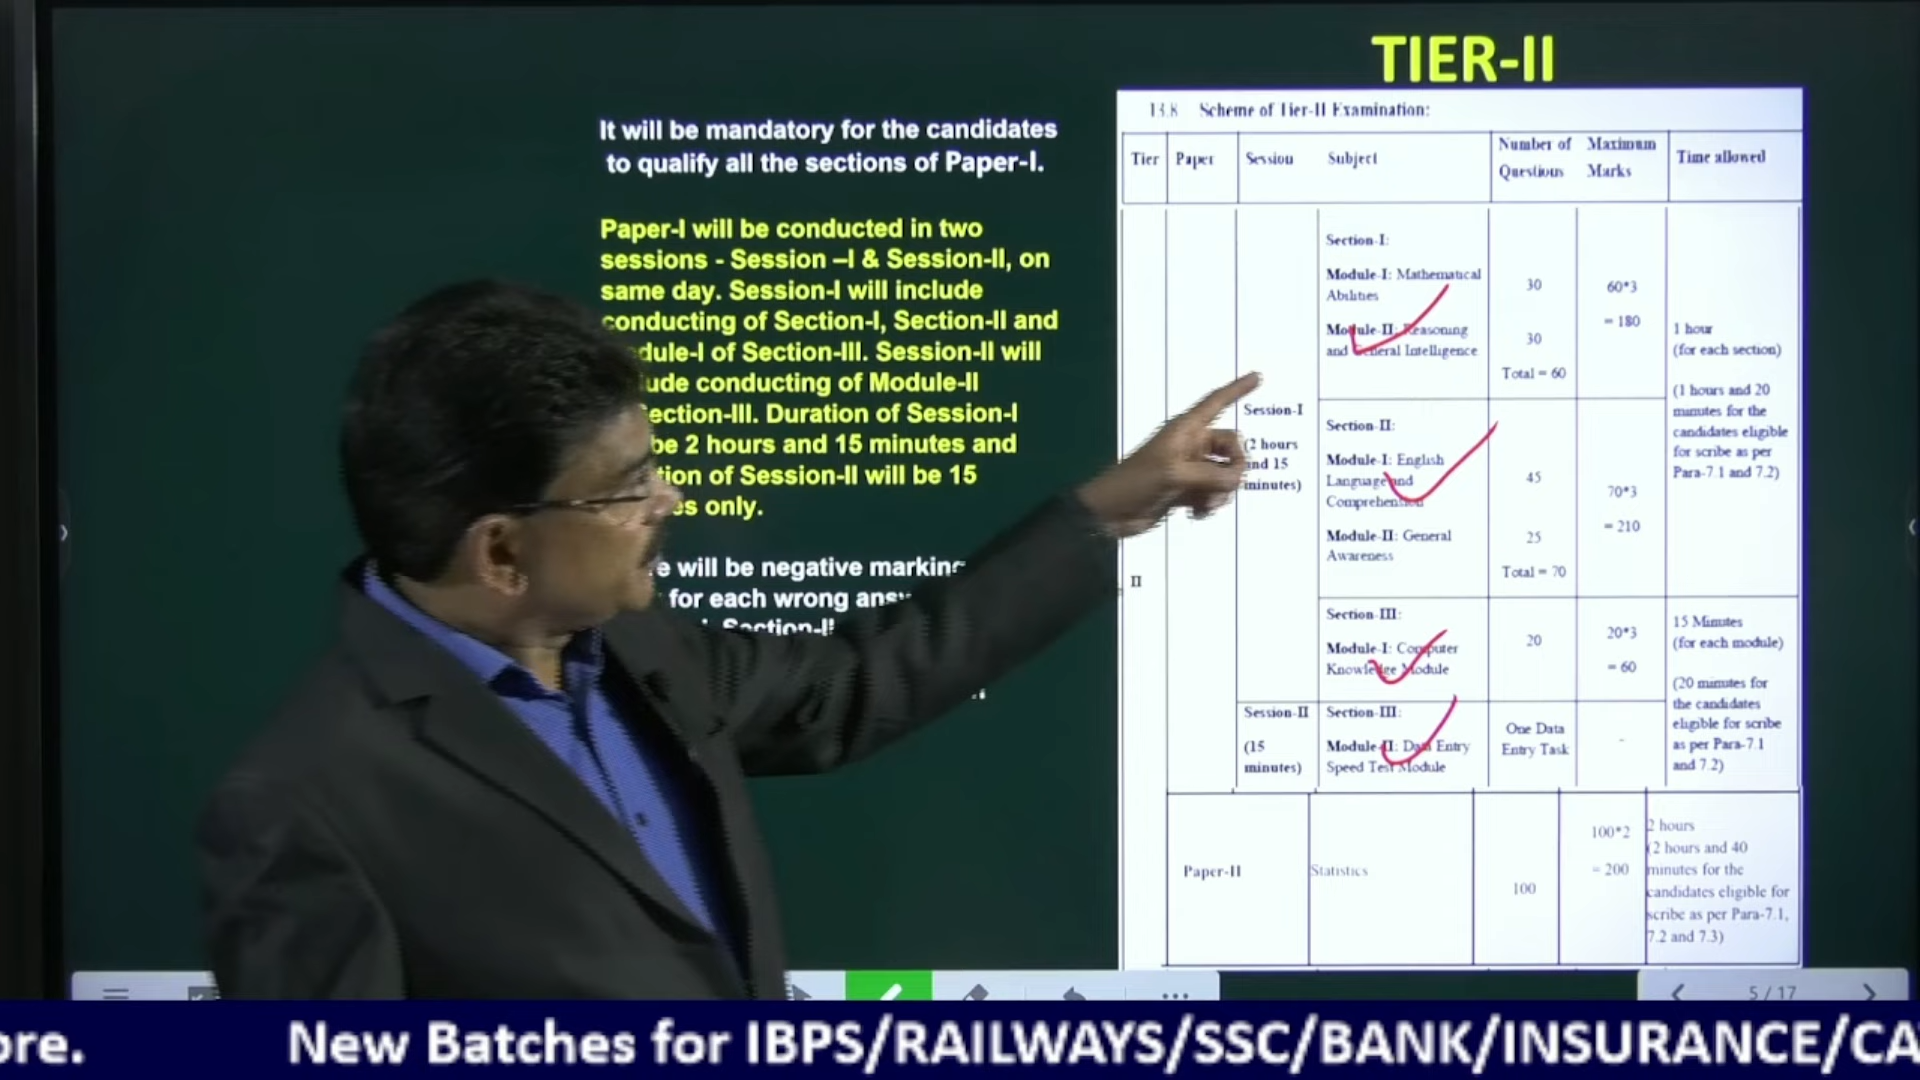 TIER-II
It will be mandatory for the candidates
to qualify all the sections of Paper-I.
Paper-I will be conducted in two
sessions - Session –I & Session-II, on
same day. Session-I will include
conducting of Section-I, Section-II and
of Section-III. Session-II will
conducting of Module-II
Duration of Session-I
be 2 hours and 15 minutes and
of Session-II will be 15
only.
will be negative marking
for each wrong
13.8 Scheme of Tier-II Examination:
Tier Paper Session Subject Number of Questions Maximum Marks Time allowed
II
Session-I
(2 hours
and 15
minutes)
Section-I:
Module-I: Mathematical
Abilities
Module-II: Reasoning
and General Intelligence
30
30
Total = 60
60*3
= 180
1 hour
(for each section)
(1 hours and 20
minutes for the
candidates eligible
for scribe as per
Para-7.1 and 7.2)
Section-II:
Module-I: English
Language and
Comprehension
Module-II: General
Awareness
45
25
Total = 70
70*3
= 210
Section-III:
Module-I: Computer
Knowledge Module
20
20*3
= 60
15 Minutes
(for each module)
(20 minutes for
the candidates
eligible for scribe
as per Para-7.1
and 7.2)
Session-II
(15
minutes)
Section-III:
Module-II: Data Entry
Speed Test Module
One Data
Entry Task
-
Paper-II
Statistics
100
100*2
= 200
2 hours
(2 hours and 40
minutes for the
candidates eligible for
scribe as per Para-7.1,
7.2 and 7.3)
5 / 17
New Batches for IBPS/RAILWAYS/SSC/BANK/INSURANCE/